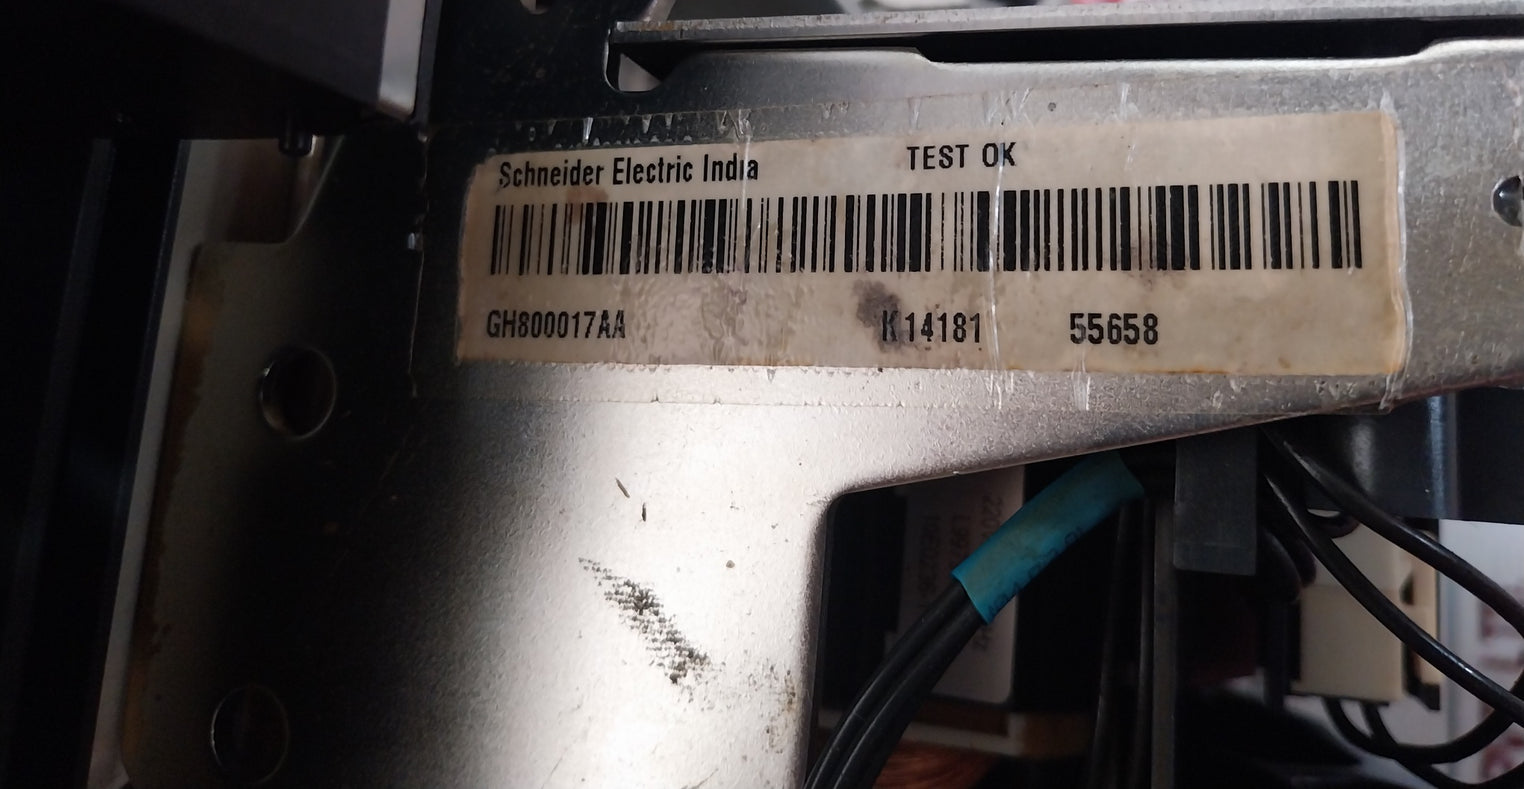 Schneider Electric India TEST OK
GH800017AA K14181 55658